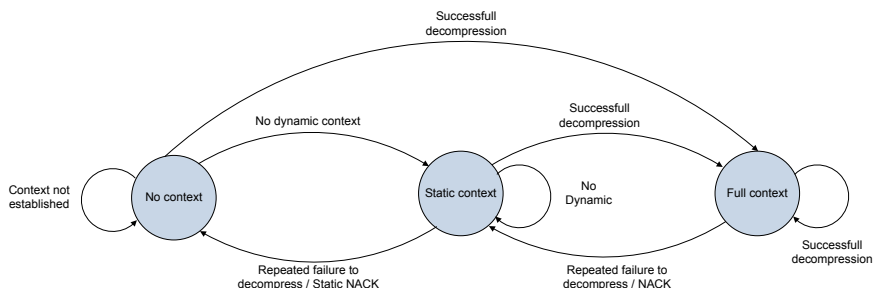 Successfull
decompression
No dynamic context
Successfull
decompression
Context not
established
No context
Static context
No
Dynamic
Full context
Successfull
decompression
Repeated failure to
decompress / Static NACK
Repeated failure to
decompress / NACK